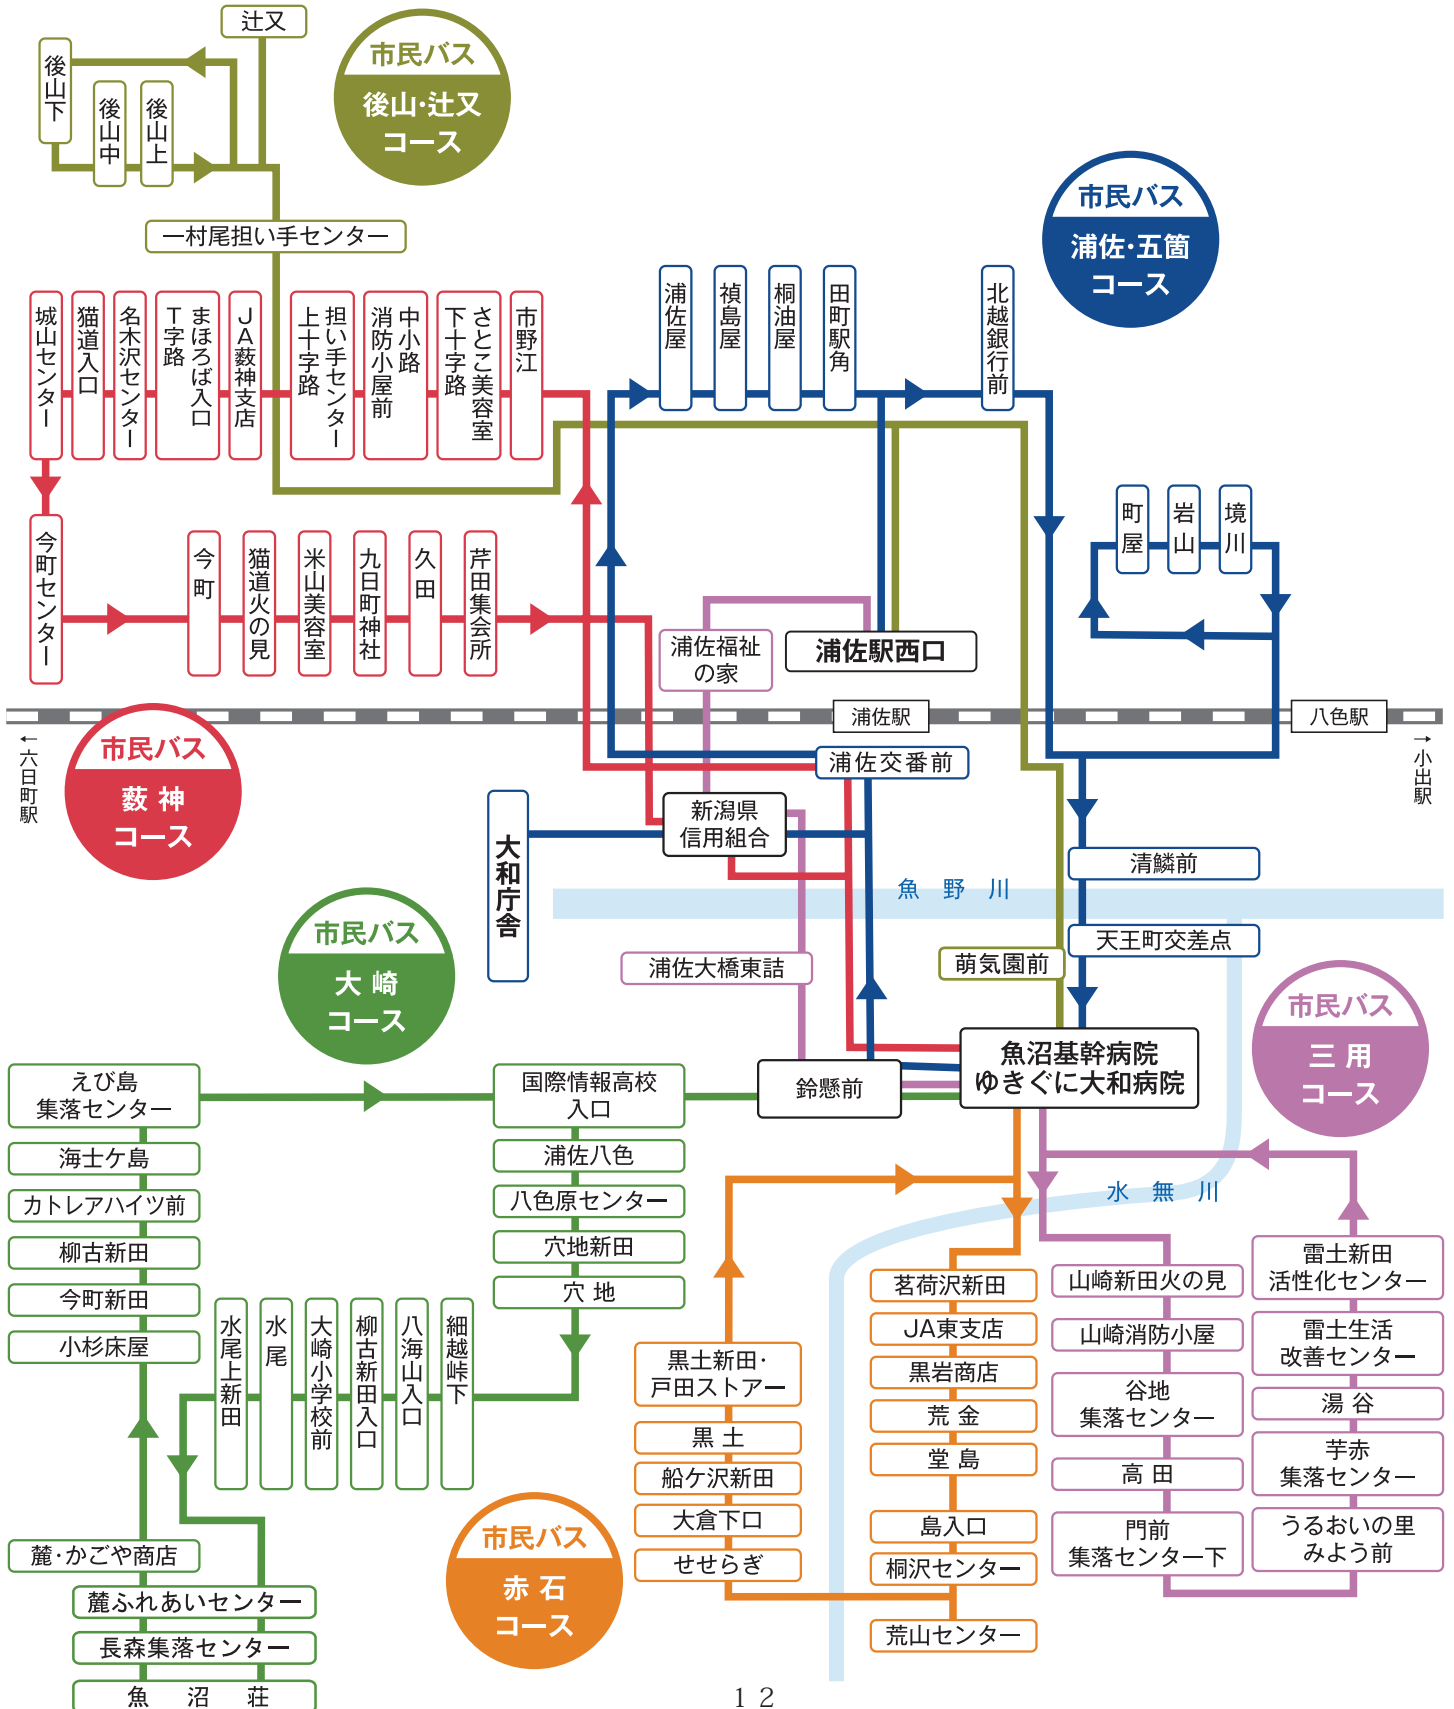 辻又
市民バス
後山・辻又
コース
後山下
後山中
後山上
一村尾担い手センター
市民バス
浦佐・五箇
コース
城山センター
猫道入口
名木沢センター
まほろば入口
T字路
JA薮神支店
担い手センター
上十字路
中小路
消防小屋前
さとこ美容室
下十字路
市野江
浦佐屋
禎島屋
桐油屋
田町駅角
北越銀行前
町屋
岩山
境川
今町センター
今町
猫道火の見
米山美容室
九日町神社
久田
芹田集会所
浦佐福祉
の家
浦佐駅西口
浦佐駅
八色駅
←六日町駅
→小出駅
市民バス
薮神
コース
浦佐交番前
新潟県
信用組合
大和庁舎
清鱗前
魚野川
天王町交差点
萌気園前
浦佐大橋東詰
市民バス
大崎
コース
市民バス
三用
コース
魚沼基幹病院
ゆきぐに大和病院
鈴懸前
えび島
集落センター
国際情報高校
入口
海士ケ島
浦佐八色
カトレアハイツ前
八色原センター
柳古新田
穴地新田
今町新田
穴地
小杉床屋
水尾上新田
水尾
大崎小学校前
柳古新田入口
八海山入口
細越峠下
水無川
茗荷沢新田
山崎新田火の見
雷土新田
活性化センター
JA東支店
山崎消防小屋
雷土生活
改善センター
黒土新田・
戸田ストアー
黒岩商店
谷地
集落センター
湯谷
荒金
黒土
堂島
高田
芋赤
集落センター
船ケ沢新田
大倉下口
島入口
門前
集落センター下
うるおいの里
みよう前
せせらぎ
桐沢センター
荒山センター
市民バス
赤石
コース
麓・かごや商店
麓ふれあいセンター
長森集落センター
魚沼荘
12